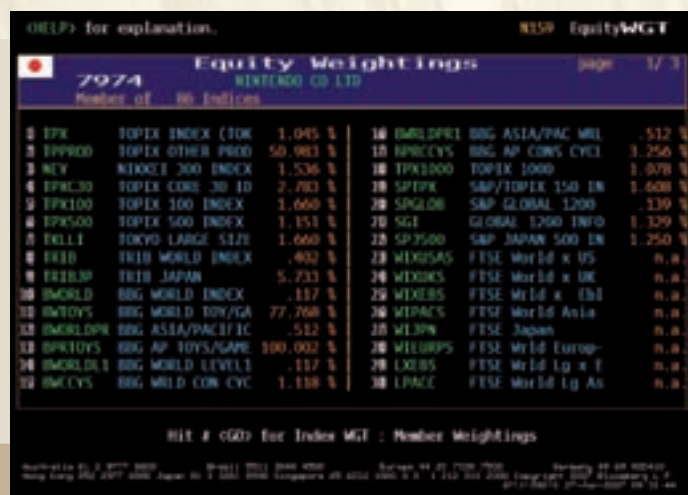 <HELP> for explanation. N159 EquityWGT
Equity Weightings page 1/ 3
7974 NINTENDO CO LTD
Member of 86 indices
1 TPX TOPIX INDEX (TOK 1.045 %
2 TPPROD TOPIX OTHER PROD 50.983 %
3 NEY NIKKEI 300 INDEX 1.536 %
4 TPXC30 TOPIX CORE 30 ID 2.783 %
5 TPX100 TOPIX 100 INDEX 1.660 %
6 TPX500 TOPIX 500 INDEX 1.151 %
7 TKLLI TOKYO LARGE SIZE 1.660 %
8 TRIB TRIB WORLD INDEX .402 %
9 TRIBJP TRIB JAPAN 5.733 %
10 BWORLD BBG WORLD INDEX .117 %
11 BWTOYS BBG WORLD TOY/GA 77.768 %
12 BWORLDPR BBG ASIA/PACIFIC .512 %
13 BPRTOYS BBG AP TOYS/GAME 100.002 %
14 BWORLDL1 BBG WORLD LEVEL1 .117 %
15 BWCCYS BBG WRLD CON CYC 1.118 %
16 BWRLDPR1 BBG ASIA/PAC WRL .512 %
17 BPRCCYS BBG AP CONS CYCL 3.256 %
18 TPX1000 TOPIX 1000 1.078 %
19 SPTPX S&P/TOPIX 150 IN 1.608 %
20 SPGLOB S&P GLOBAL 1200 .139 %
21 SGI GLOBAL 1200 INFO 1.329 %
22 SPJ500 S&P JAPAN 500 IN 1.250 %
23 WIXUSAS FTSE World x US n.a.
24 WIXUKS FTSE World x UK n.a.
25 WIXEBS FTSE Wrld x Ebl n.a.
26 WIPACS FTSE World Asia n.a.
27 WIJPN FTSE Japan n.a.
28 WIEURPS FTSE Wrld Europ- n.a.
29 LXEBS FTSE World Lg x E n.a.
30 LPACC FTSE World Lg As n.a.
Hit # <GO> for Index WGT : Member Weightings